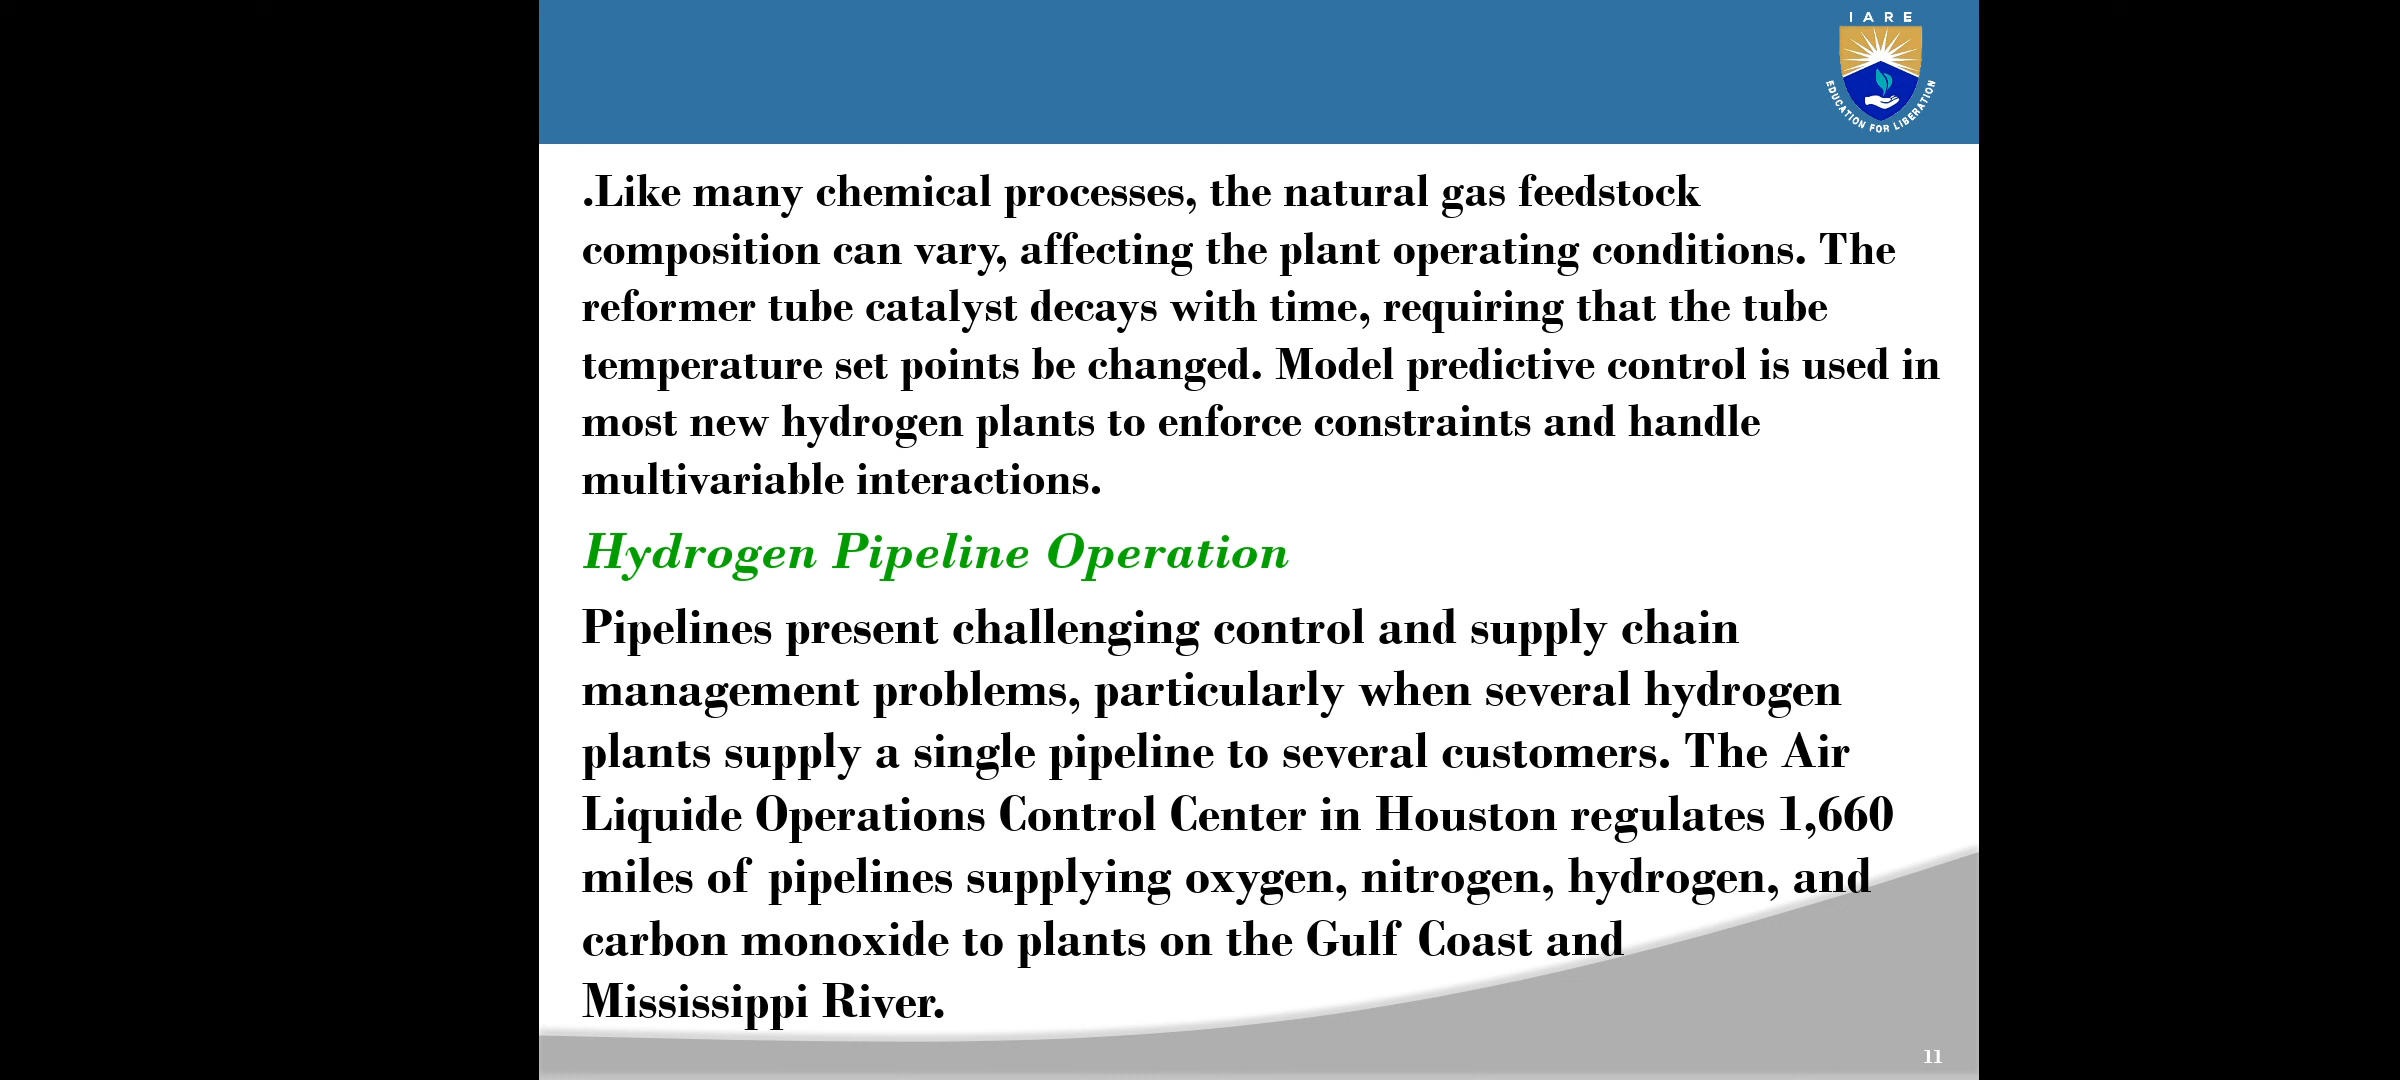 IARE
EDUCATION FOR LIBERATION
.Like many chemical processes, the natural gas feedstock
composition can vary, affecting the plant operating conditions. The
reformer tube catalyst decays with time, requiring that the tube
temperature set points be changed. Model predictive control is used in
most new hydrogen plants to enforce constraints and handle
multivariable interactions.
Hydrogen Pipeline Operation
Pipelines present challenging control and supply chain
management problems, particularly when several hydrogen
plants supply a single pipeline to several customers. The Air
Liquide Operations Control Center in Houston regulates 1,660
miles of pipelines supplying oxygen, nitrogen, hydrogen, and
carbon monoxide to plants on the Gulf Coast and
Mississippi River.
11